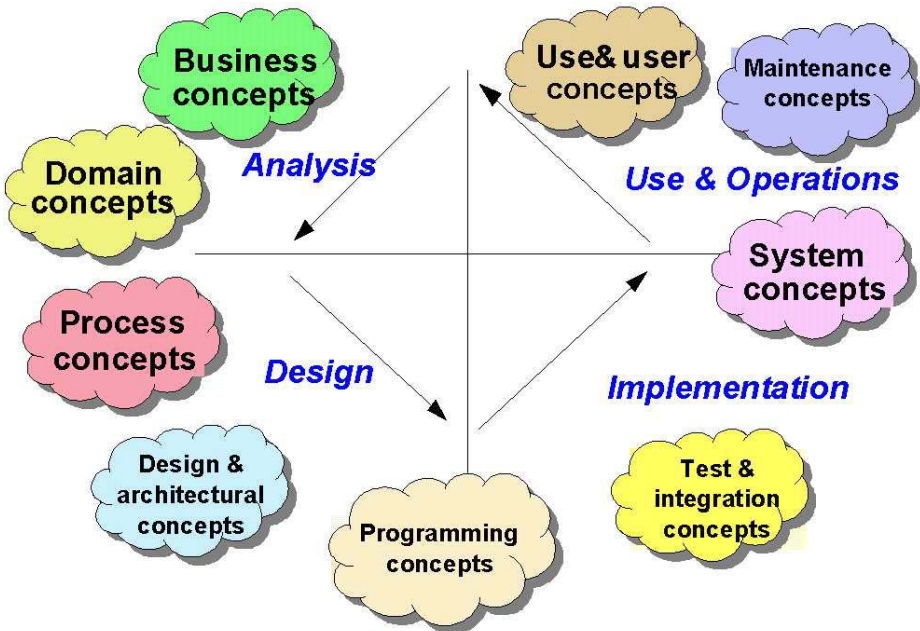 Business
concepts
Use& user
concepts
Maintenance
concepts
Domain
concepts
Analysis
Use & Operations
System
concepts
Process
concepts
Design
Implementation
Design &
architectural
concepts
Programming
concepts
Test &
integration
concepts